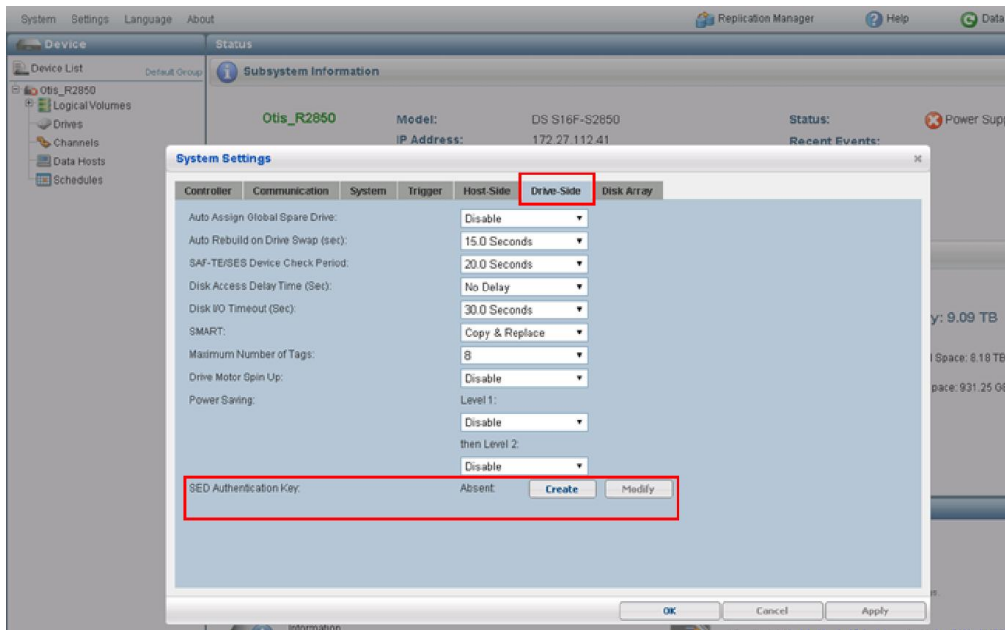 System Settings Language About
Replication Manager Help Data
Device
Status
Device List Default Group
Subsystem Information
Otis_R2850
Logical Volumes
Drives
Channels
Data Hosts
Schedules
Otis_R2850
Model: DS S16F-S2850
Status: Power Supp
IP Address: 172.27.112.41
Recent Events:
System Settings
Controller Communication System Trigger Host-Side Drive-Side Disk Array
Auto Assign Global Spare Drive: Disable
Auto Rebuild on Drive Swap (sec): 15.0 Seconds
SAF-TE/SES Device Check Period: 20.0 Seconds
Disk Access Delay Time (Sec): No Delay
Disk I/O Timeout (Sec): 30.0 Seconds
SMART: Copy & Replace
Maximum Number of Tags: 8
Drive Motor Spin Up: Disable
Power Saving: Level 1:
Disable
then Level 2:
Disable
SED Authentication Key: Absent Create Modify
y: 9.09 TB
l Space: 8.18 TB
pace: 931.25 GB
OK Cancel Apply
Information